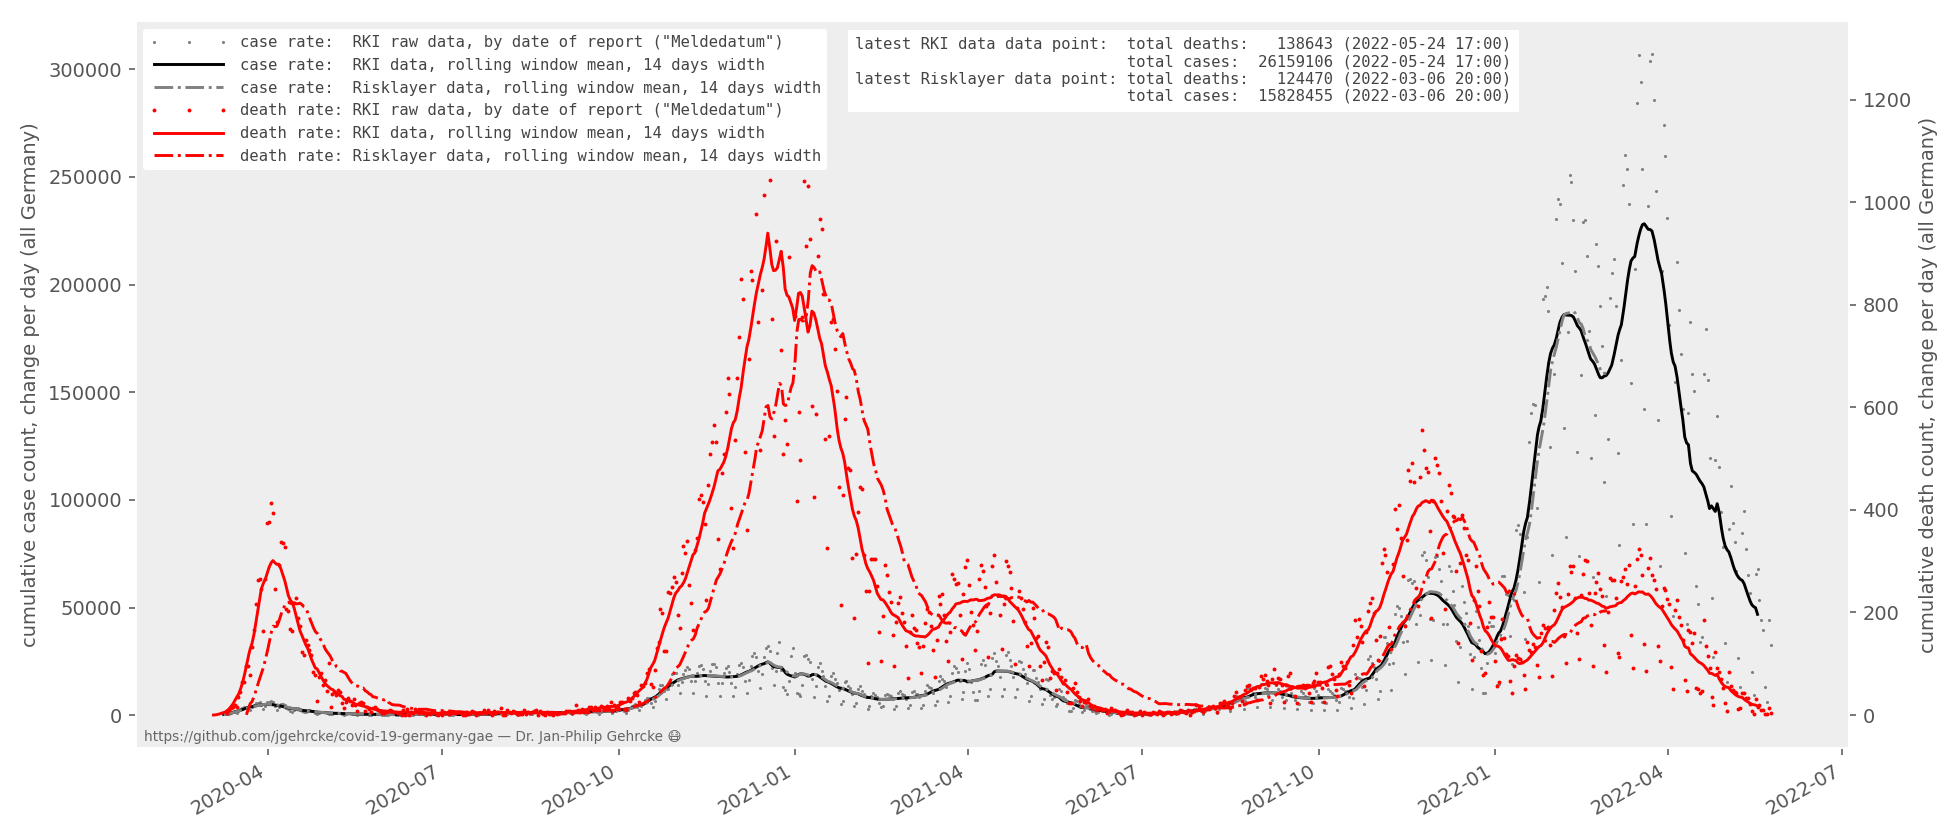 case rate:  RKI raw data, by date of report ("Meldedatum")
case rate:  RKI data, rolling window mean, 14 days width
case rate:  Risklayer data, rolling window mean, 14 days width
death rate: RKI raw data, by date of report ("Meldedatum")
death rate: RKI data, rolling window mean, 14 days width
death rate: Risklayer data, rolling window mean, 14 days width
latest RKI data data point:  total deaths:   138643 (2022-05-24 17:00)
total cases:  26159106 (2022-05-24 17:00)
latest Risklayer data point: total deaths:   124470 (2022-03-06 20:00)
total cases:  15828455 (2022-03-06 20:00)
cumulative case count, change per day (all Germany)
300000
250000
200000
150000
100000
50000
0
1200
1000
800
600
400
200
0
cumulative death count, change per day (all Germany)
https://github.com/jgehrcke/covid-19-germany-gae — Dr. Jan-Philip Gehrcke 😷
2020-04
2020-07
2020-10
2021-01
2021-04
2021-07
2021-10
2022-01
2022-04
2022-07